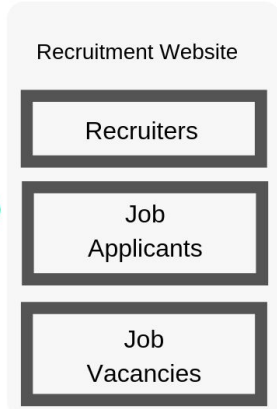 Recruitment Website
Recruiters
Job
Applicants
Job
Vacancies